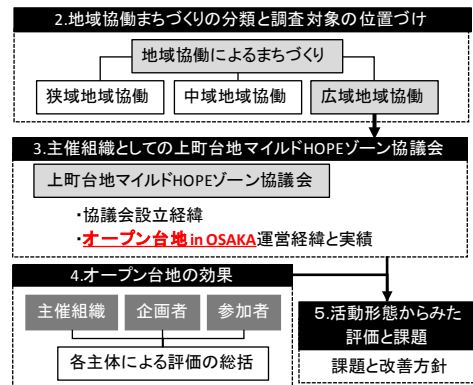 2.地域協働まちづくりの分類と調査対象の位置づけ
地域協働によるまちづくり
狭域地域協働
中域地域協働
広域地域協働
3.主催組織としての上町台地マイルドHOPEゾーン協議会
上町台地マイルドHOPEゾーン協議会
・協議会設立経緯
・オープン台地 in OSAKA運営経緯と実績
4.オープン台地の効果
主催組織
企画者
参加者
各主体による評価の総括
5.活動形態からみた
評価と課題
課題と改善方針